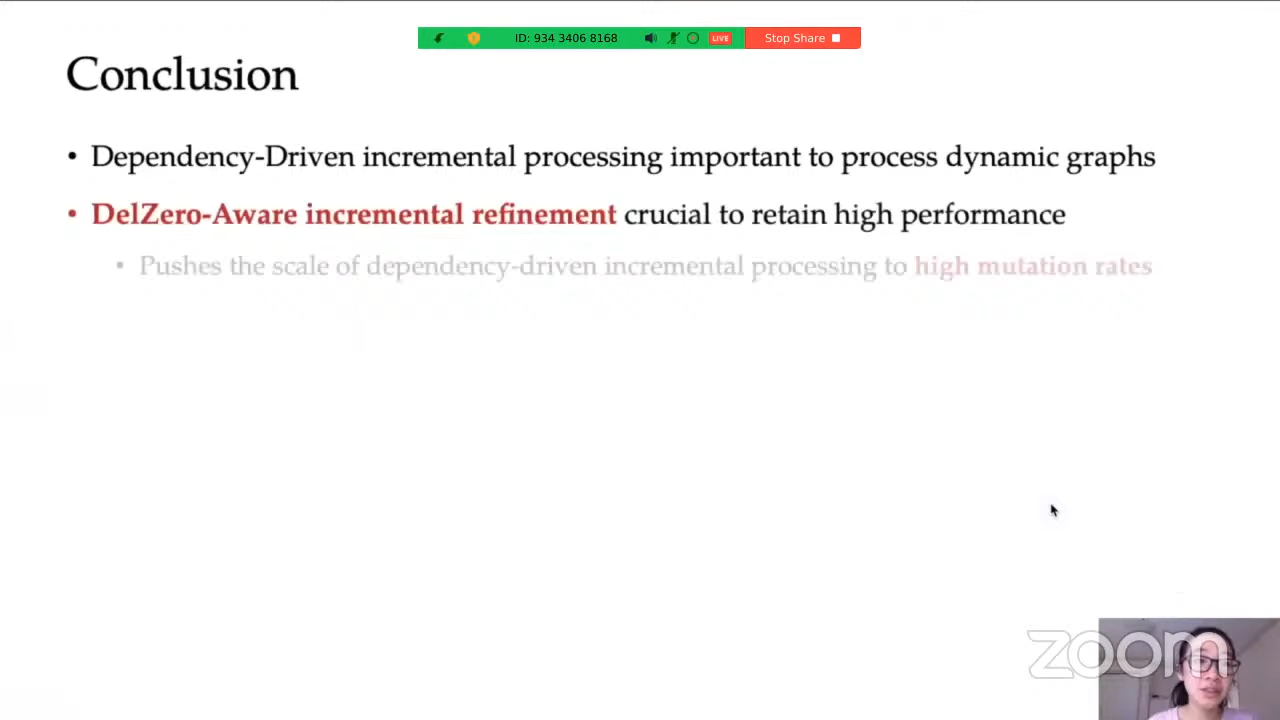 ID: 934 3406 8168 LIVE Stop Share
Conclusion
• Dependency-Driven incremental processing important to process dynamic graphs
• DelZero-Aware incremental refinement crucial to retain high performance
• Pushes the scale of dependency-driven incremental processing to high mutation rates
zoom